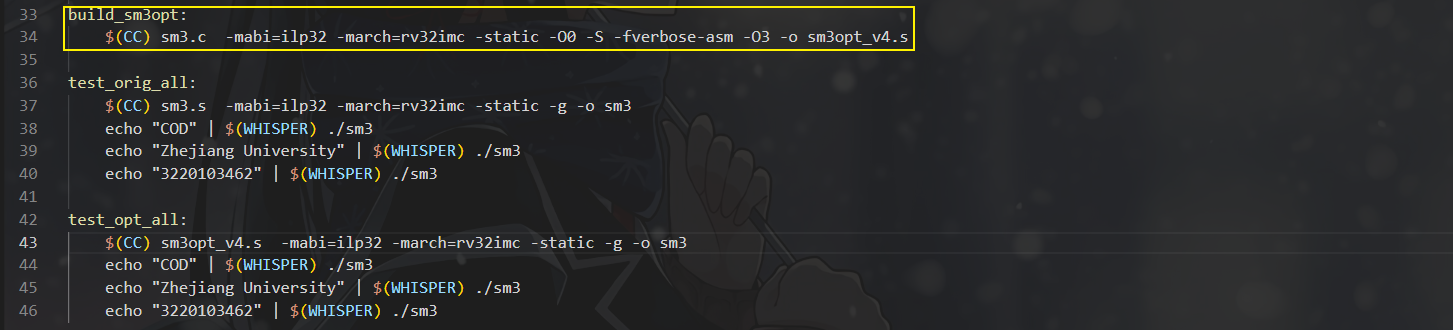 33 build_sm3opt:
34 $(CC) sm3.c  -mabi=ilp32 -march=rv32imc -static -O0 -S -fverbose-asm -O3 -o sm3opt_v4.s
35
36 test_orig_all:
37 $(CC) sm3.s  -mabi=ilp32 -march=rv32imc -static -g -o sm3
38 echo "COD" | $(WHISPER) ./sm3
39 echo "Zhejiang University" | $(WHISPER) ./sm3
40 echo "3220103462" | $(WHISPER) ./sm3
41
42 test_opt_all:
43 $(CC) sm3opt_v4.s  -mabi=ilp32 -march=rv32imc -static -g -o sm3
44 echo "COD" | $(WHISPER) ./sm3
45 echo "Zhejiang University" | $(WHISPER) ./sm3
46 echo "3220103462" | $(WHISPER) ./sm3